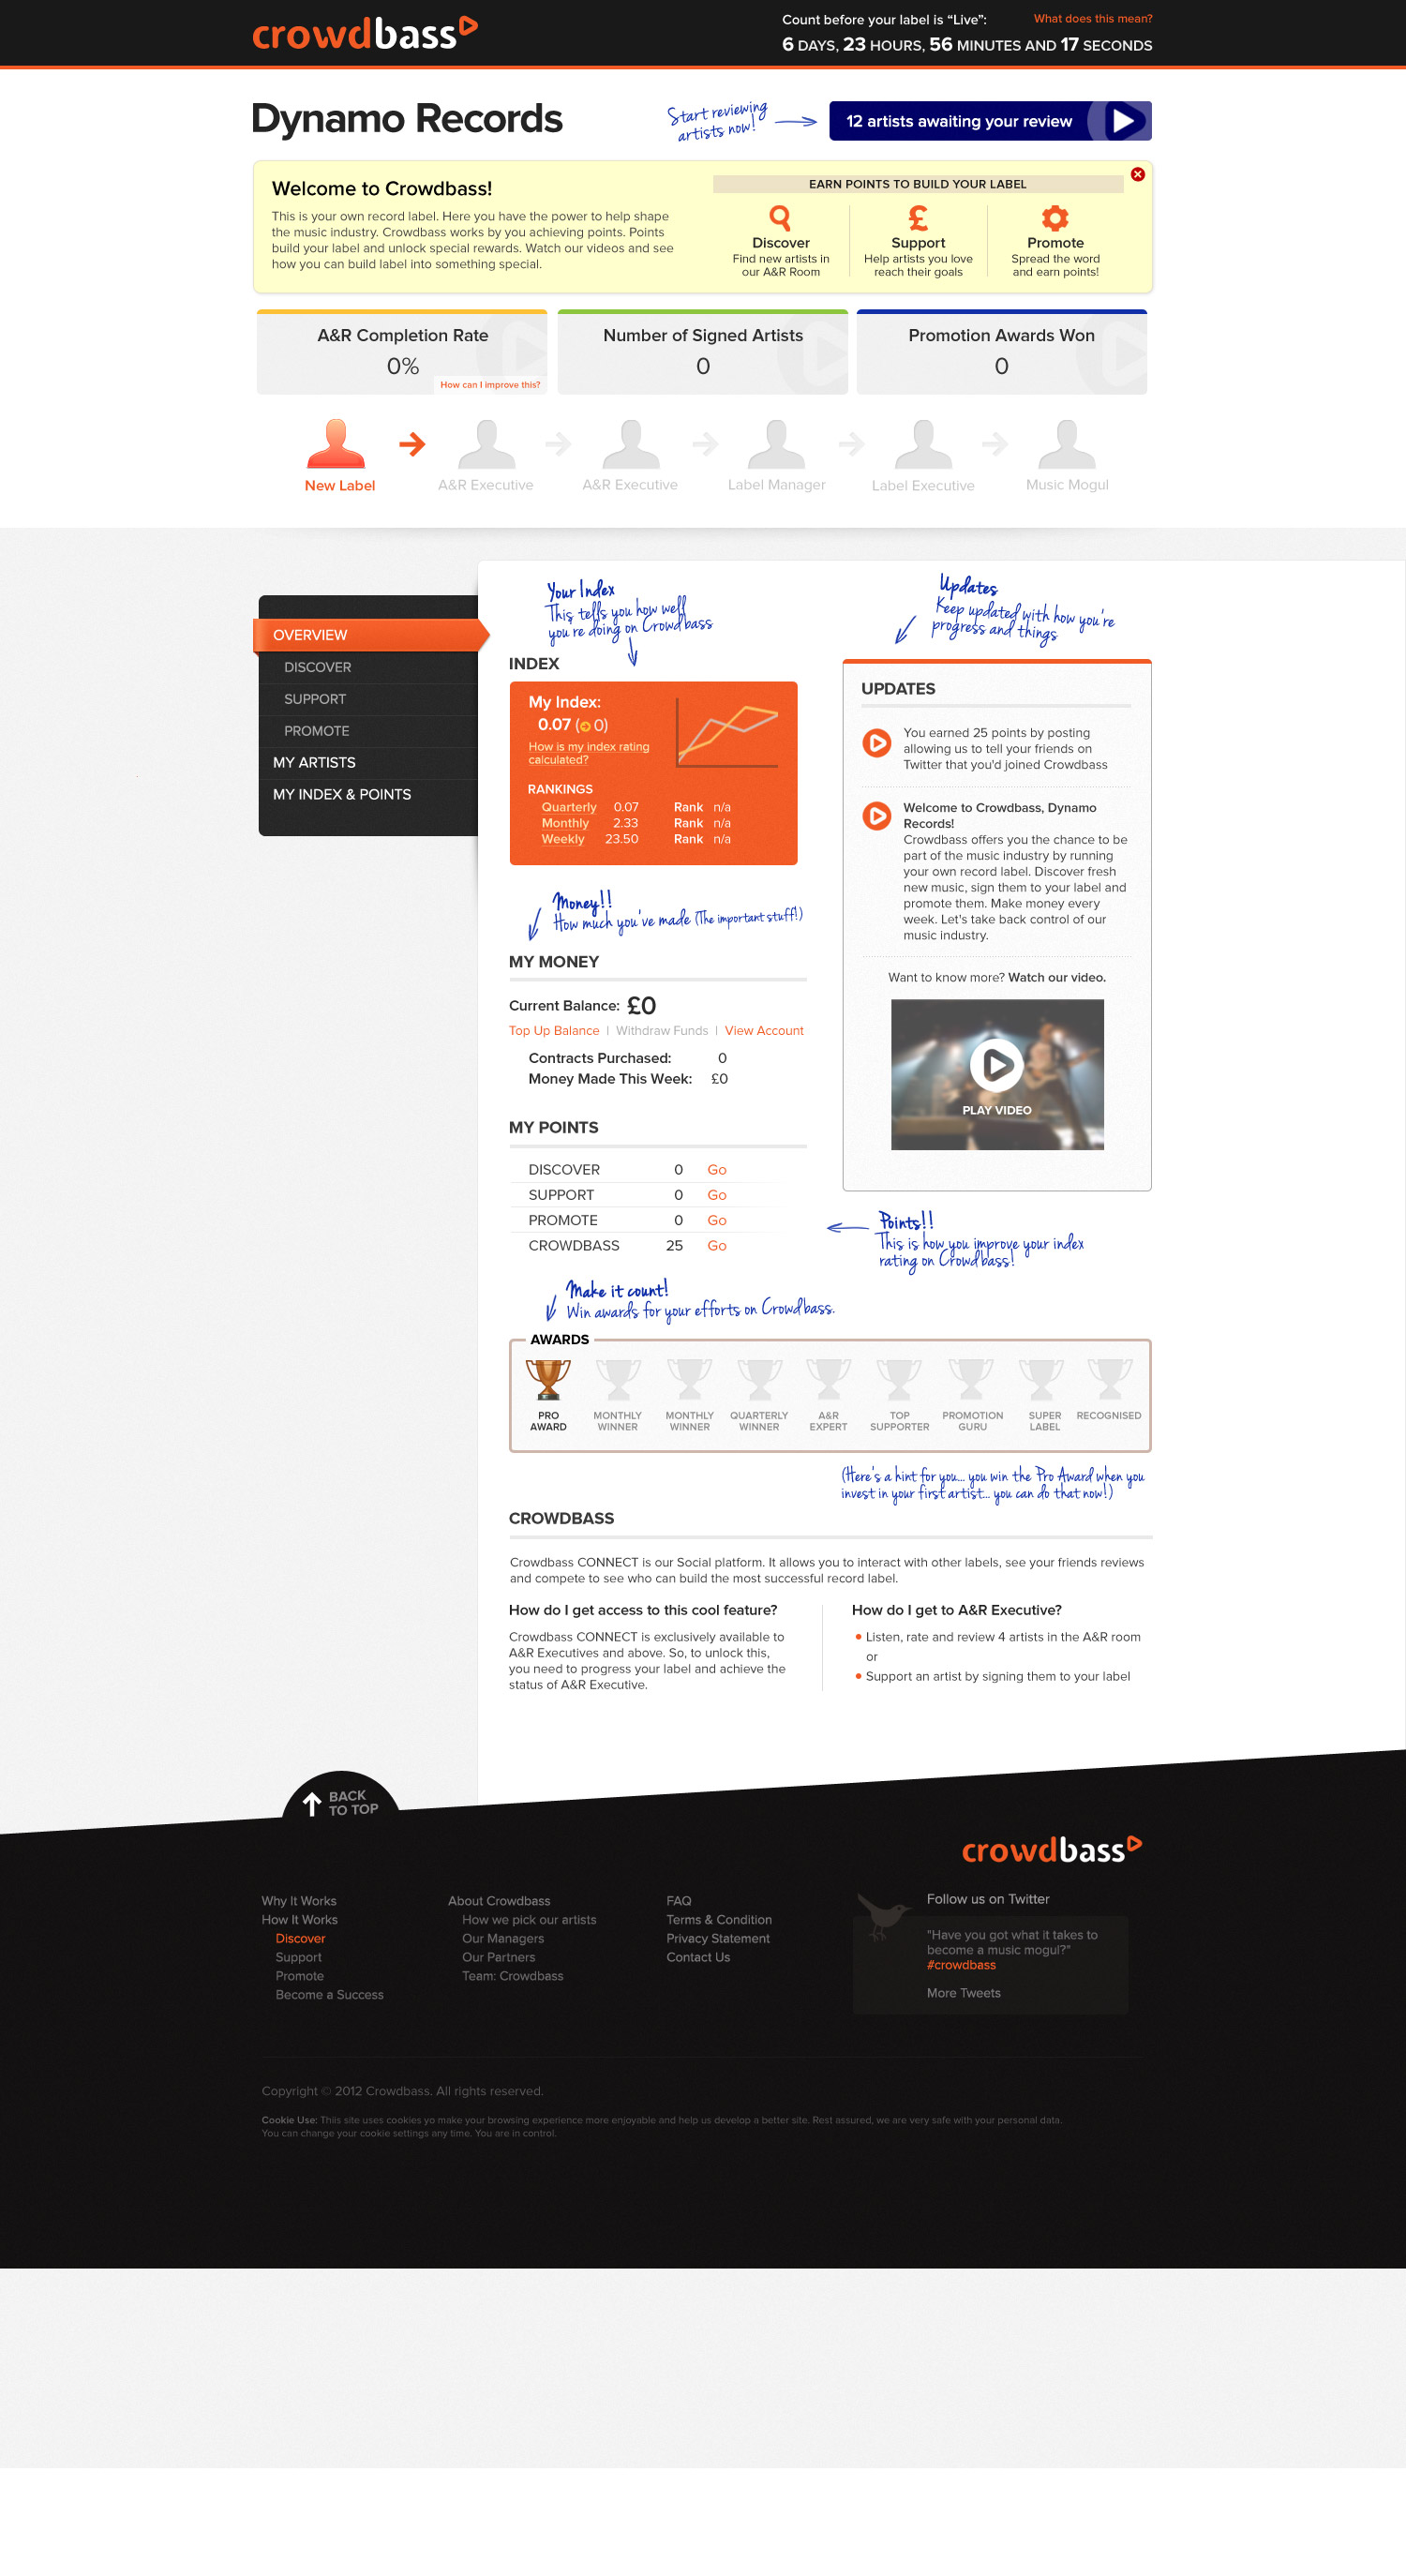 crowdbass
Count before your label is “Live”:
What does this mean?
6 DAYS, 23 HOURS, 56 MINUTES AND 17 SECONDS
Dynamo Records
Start reviewing
artists now!
12 artists awaiting your review
Welcome to Crowdbass!
This is your own record label. Here you have the power to help shape
the music industry. Crowdbass works by you achieving points. Points
build your label and unlock special rewards. Watch our videos and see
how you can build label into something special.
EARN POINTS TO BUILD YOUR LABEL
Discover
Find new artists in
our A&R Room
Support
Help artists you love
reach their goals
Promote
Spread the word
and earn points!
A&R Completion Rate
0%
How can I improve this?
Number of Signed Artists
0
Promotion Awards Won
0
New Label
A&R Executive
A&R Executive
Label Manager
Label Executive
Music Mogul
OVERVIEW
DISCOVER
SUPPORT
PROMOTE
MY ARTISTS
MY INDEX & POINTS
Your Index
This tells you how well
you're doing on Crowdbass
INDEX
My Index:
0.07 (0)
How is my index rating
calculated?
RANKINGS
Quarterly 0.07 Rank n/a
Monthly 2.33 Rank n/a
Weekly 23.50 Rank n/a
Updates
Keep updated with how you're
progress and things
UPDATES
You earned 25 points by posting
allowing us to tell your friends on
Twitter that you'd joined Crowdbass
Welcome to Crowdbass, Dynamo
Records!
Crowdbass offers you the chance to be
part of the music industry by running
your own record label. Discover fresh
new music, sign them to your label and
promote them. Make money every
week. Let's take back control of our
music industry.
Want to know more? Watch our video.
PLAY VIDEO
Money!!
How much you've made (The important stuff!)
MY MONEY
Current Balance: £0
Top Up Balance | Withdraw Funds | View Account
Contracts Purchased: 0
Money Made This Week: £0
MY POINTS
DISCOVER 0 Go
SUPPORT 0 Go
PROMOTE 0 Go
CROWDBASS 25 Go
Points!!
This is how you improve your index
rating on Crowdbass!
Make it count!
Win awards for your efforts on Crowdbass.
AWARDS
PRO
AWARD
MONTHLY
WINNER
MONTHLY
WINNER
QUARTERLY
WINNER
A&R
EXPERT
TOP
SUPPORTER
PROMOTION
GURU
SUPER
LABEL
RECOGNISED
(Here's a hint for you... you win the Pro Award when you
invest in your first artist... you can do that now!)
CROWDBASS
Crowdbass CONNECT is our Social platform. It allows you to interact with other labels, see your friends reviews
and compete to see who can build the most successful record label.
How do I get access to this cool feature?
Crowdbass CONNECT is exclusively available to
A&R Executives and above. So, to unlock this,
you need to progress your label and achieve the
status of A&R Executive.
How do I get to A&R Executive?
Listen, rate and review 4 artists in the A&R room
or
Support an artist by signing them to your label
BACK
TO TOP
crowdbass
Why It Works
How It Works
Discover
Support
Promote
Become a Success
About Crowdbass
How we pick our artists
Our Managers
Our Partners
Team: Crowdbass
FAQ
Terms & Condition
Privacy Statement
Contact Us
Follow us on Twitter
"Have you got what it takes to
become a music mogul?"
#crowdbass
More Tweets
Copyright © 2012 Crowdbass. All rights reserved.
Cookie Use: Thiis site uses cookies yo make your browsing experience more enjoyable and help us develop a better site. Rest assured, we are very safe with your personal data.
You can change your cookie settings any time. You are in control.